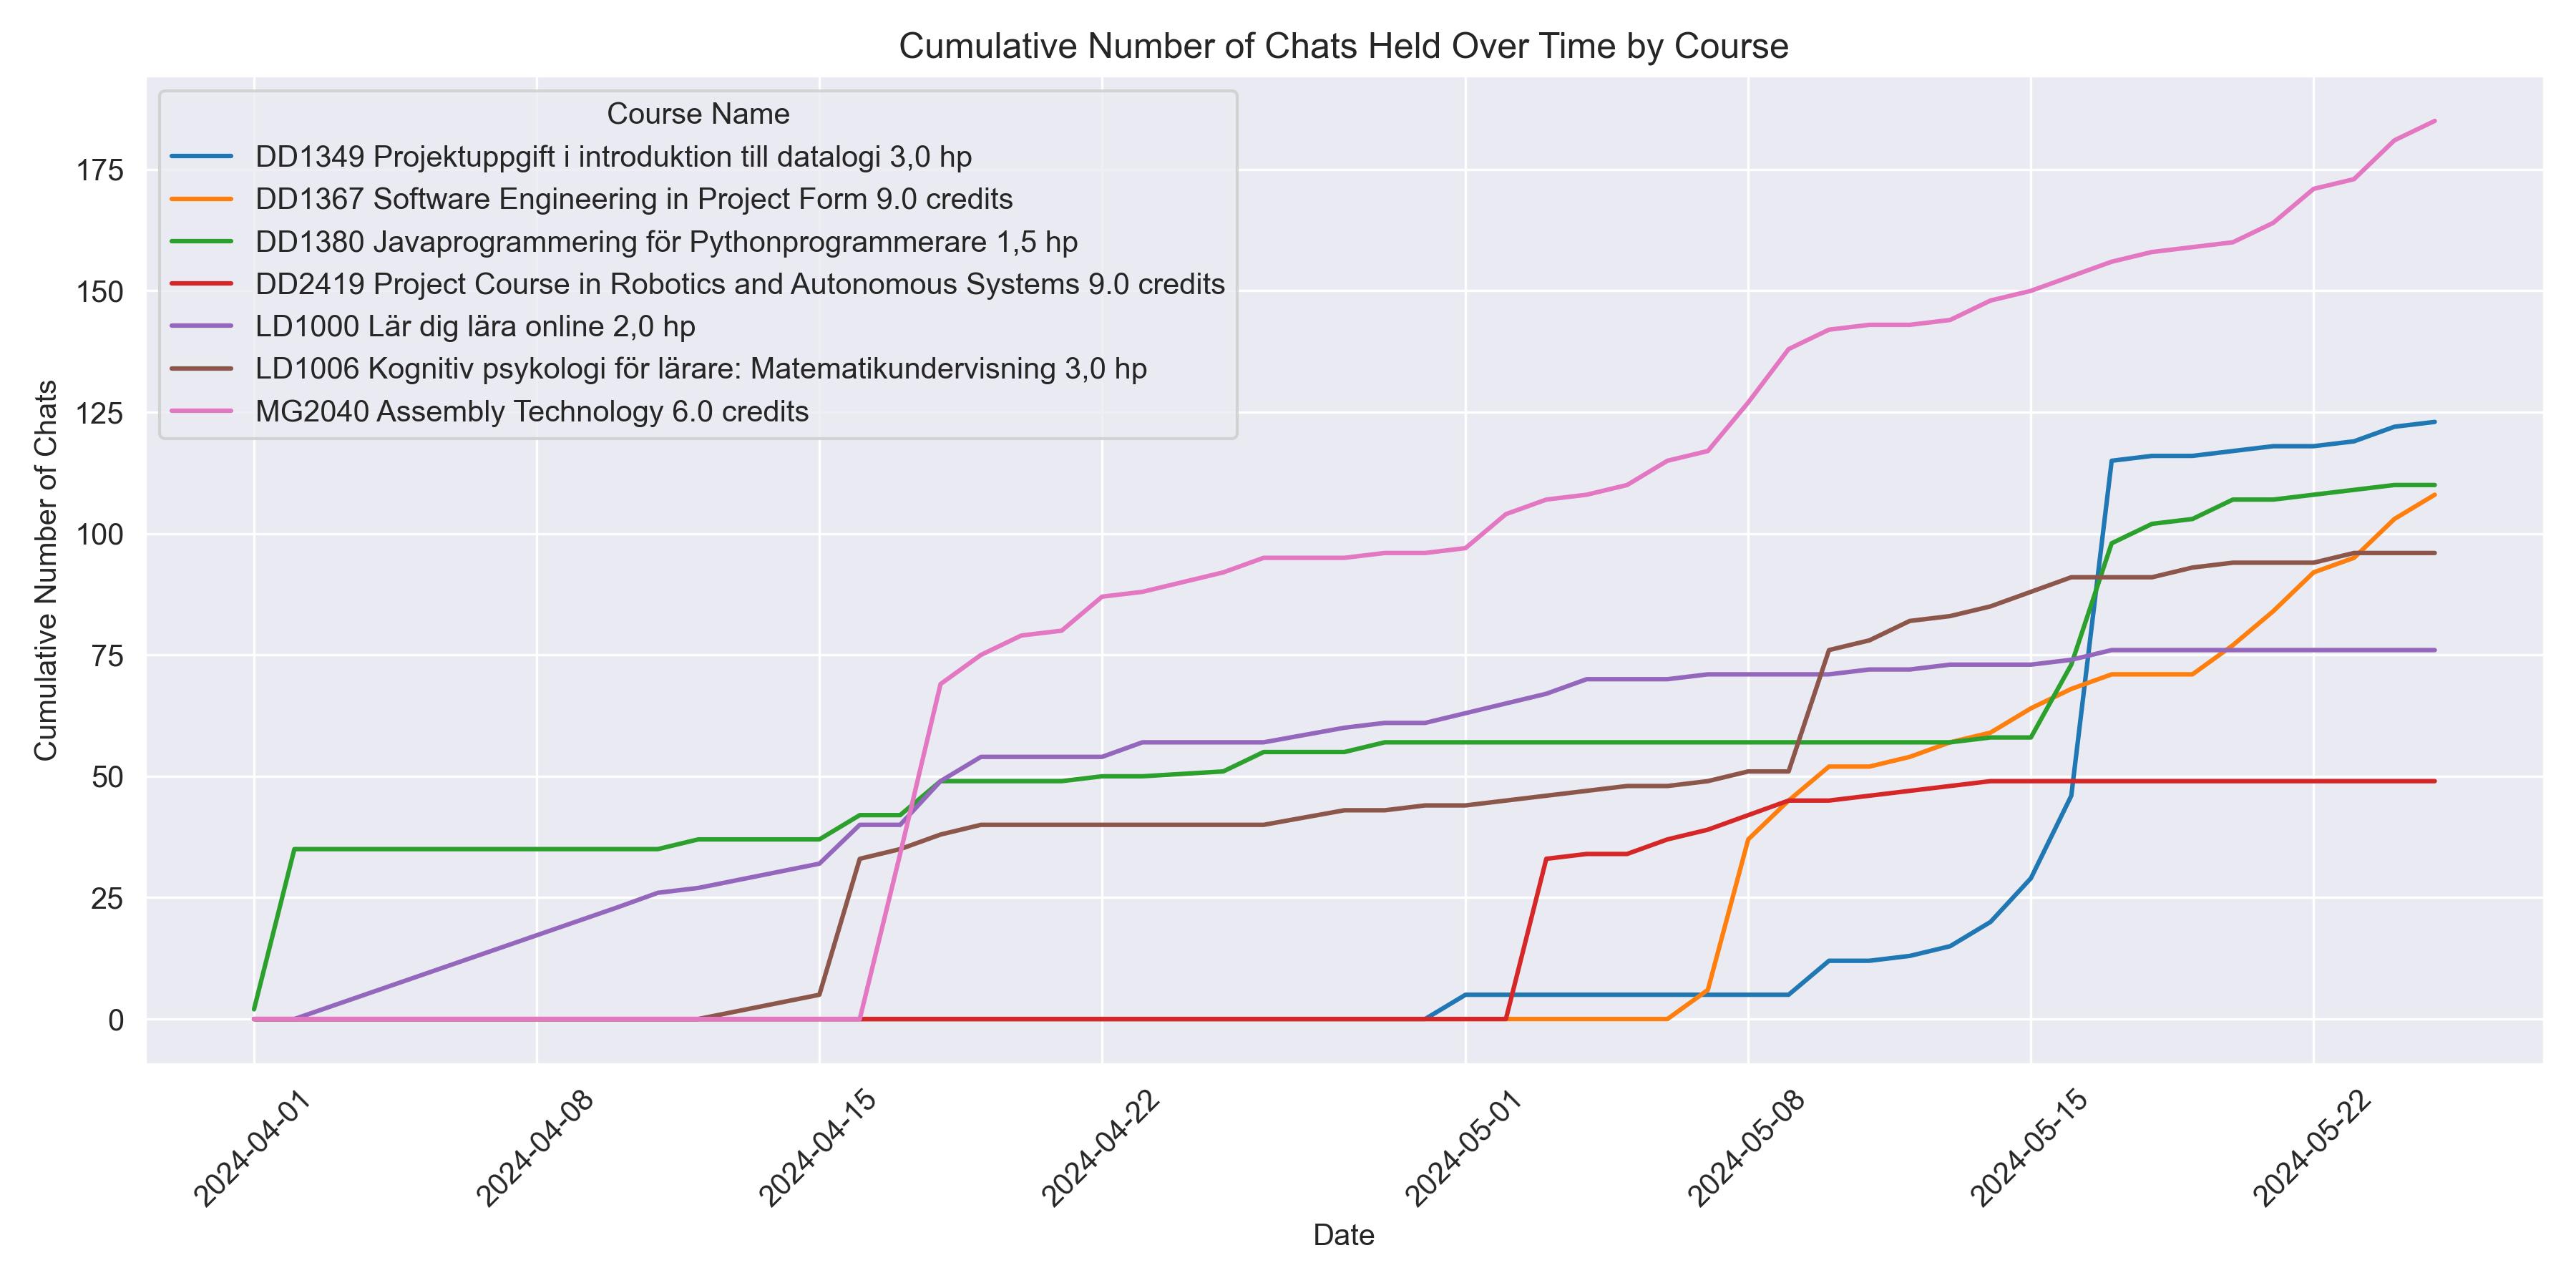 Cumulative Number of Chats Held Over Time by Course
Course Name
DD1349 Projektuppgift i introduktion till datalogi 3,0 hp
DD1367 Software Engineering in Project Form 9.0 credits
DD1380 Javaprogrammering för Pythonprogrammerare 1,5 hp
DD2419 Project Course in Robotics and Autonomous Systems 9.0 credits
LD1000 Lär dig lära online 2,0 hp
LD1006 Kognitiv psykologi för lärare: Matematikundervisning 3,0 hp
MG2040 Assembly Technology 6.0 credits
Cumulative Number of Chats
175
150
125
100
75
50
25
0
2024-04-01
2024-04-08
2024-04-15
2024-04-22
2024-05-01
2024-05-08
2024-05-15
2024-05-22
Date